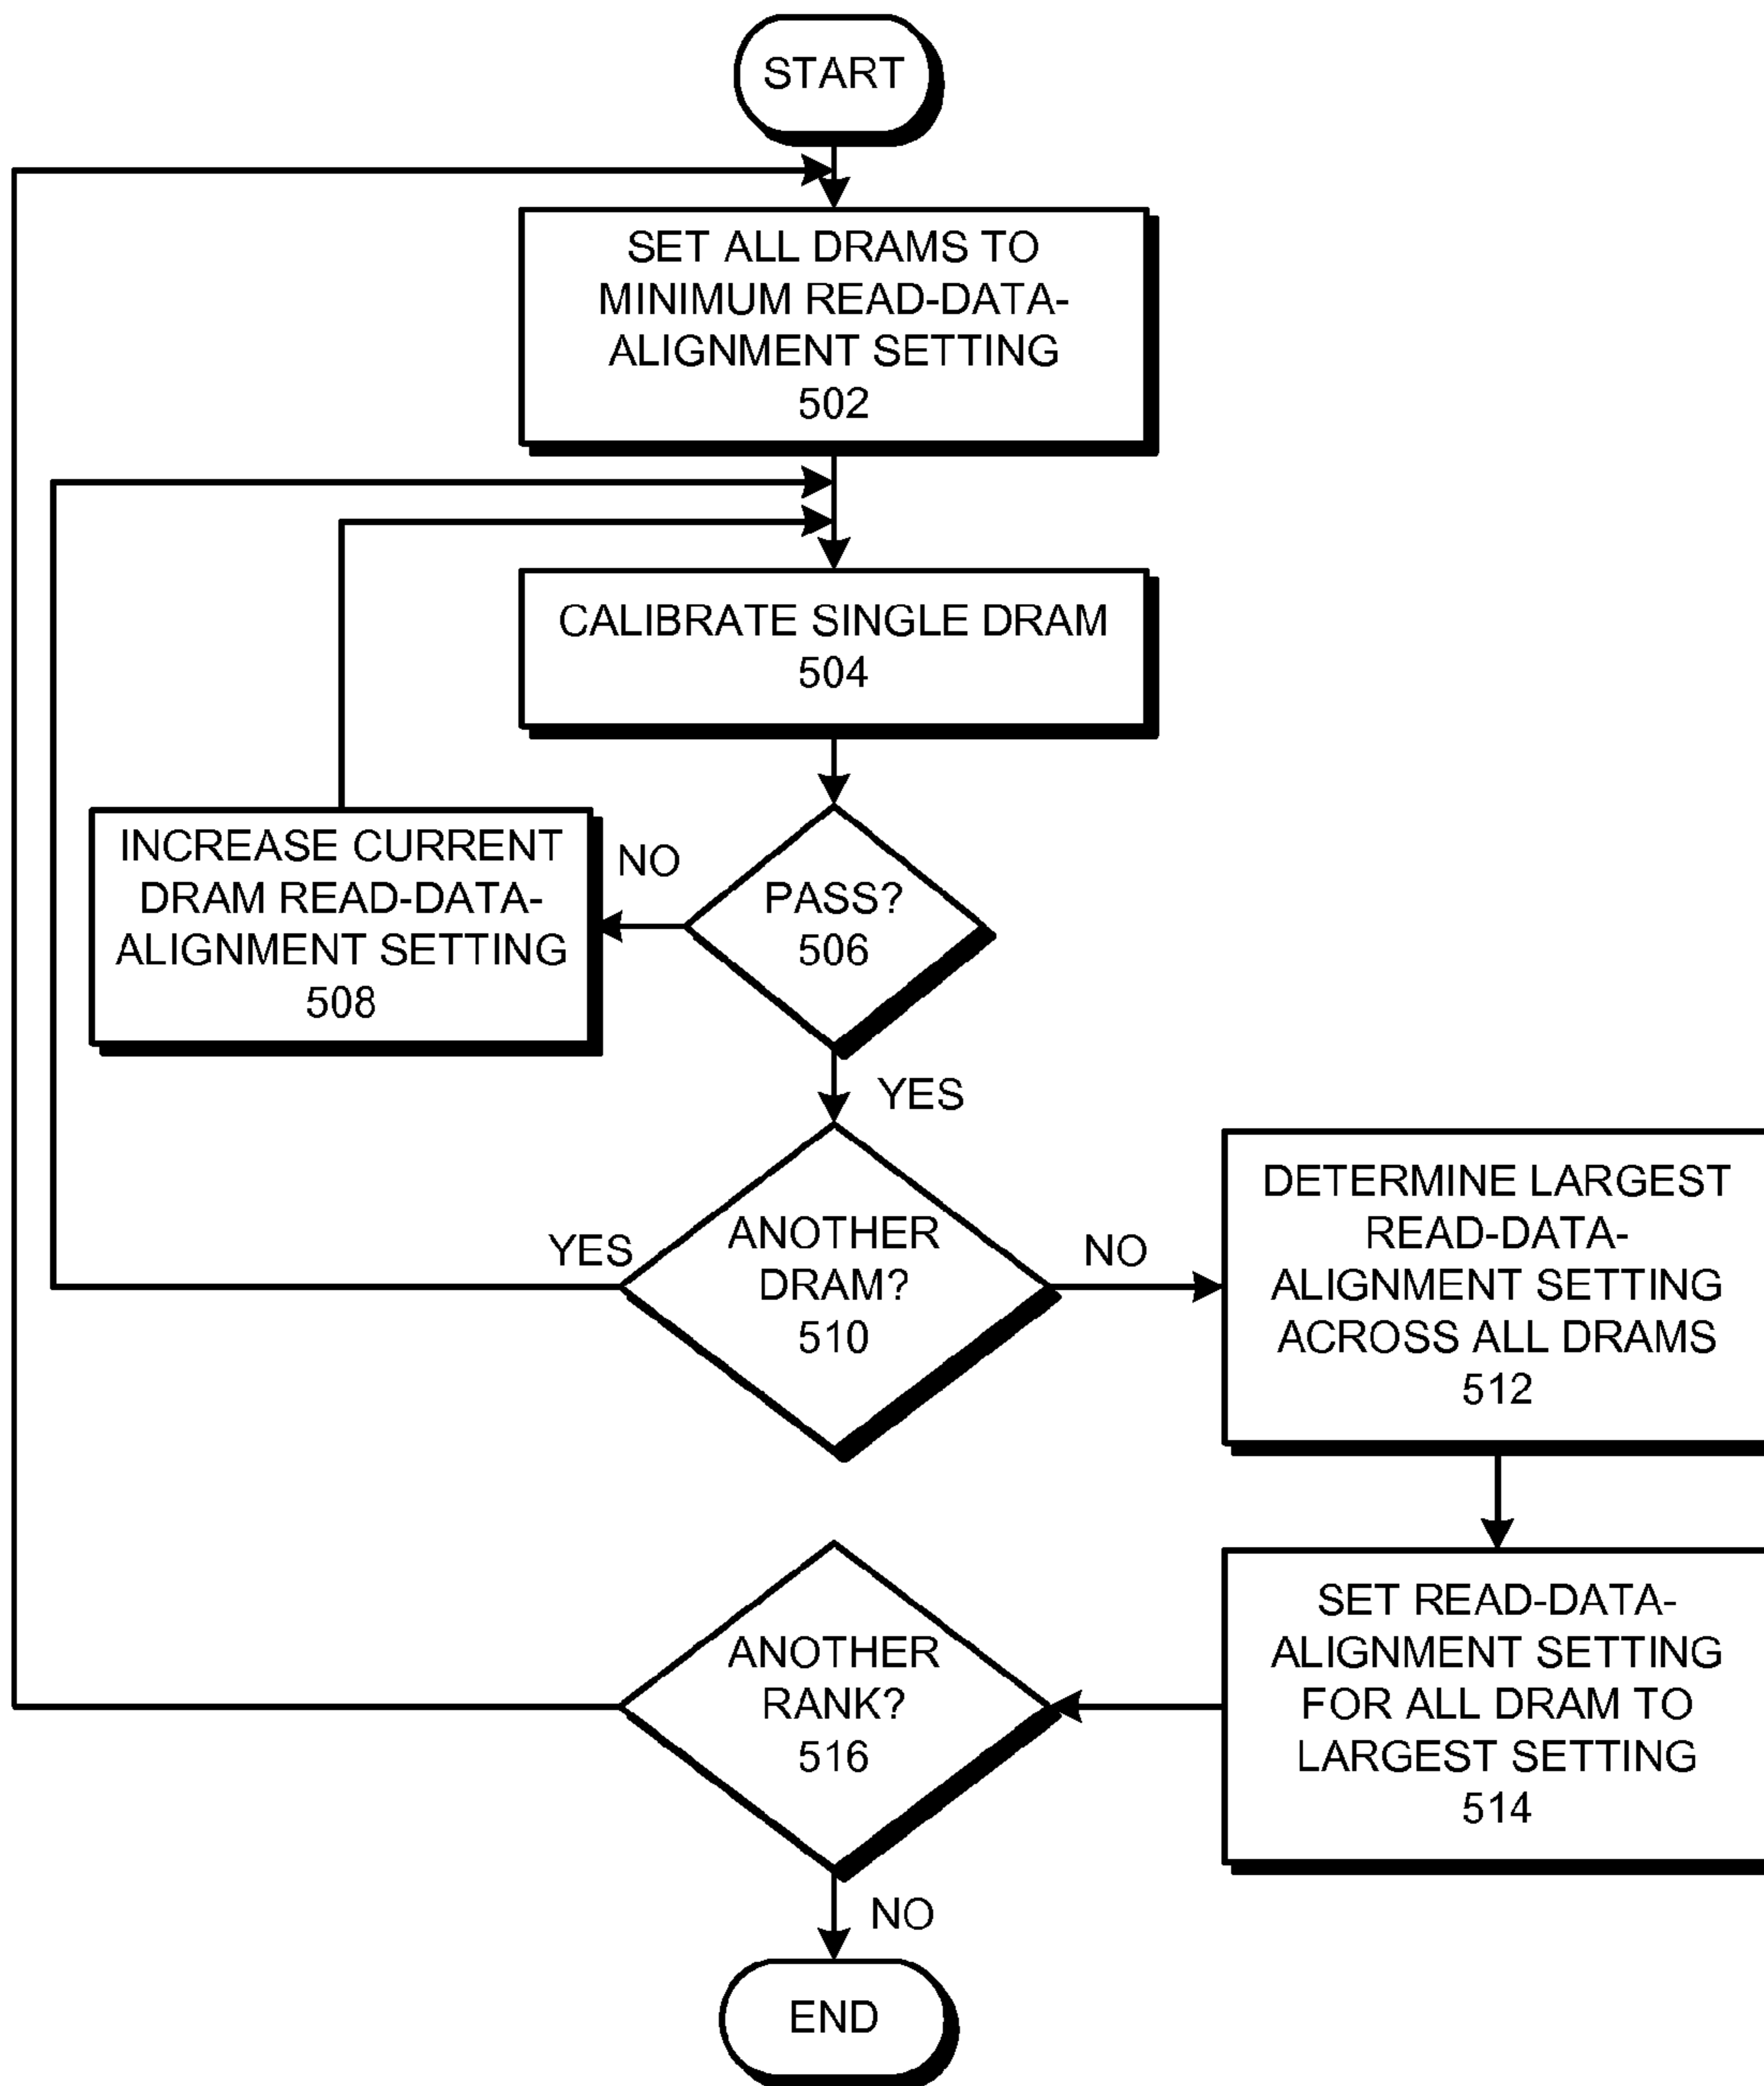 START
SET ALL DRAMS TO
MINIMUM READ-DATA-
ALIGNMENT SETTING
502
CALIBRATE SINGLE DRAM
504
INCREASE CURRENT
DRAM READ-DATA-
ALIGNMENT SETTING
508
NO
PASS?
506
YES
YES
ANOTHER
DRAM?
510
NO
DETERMINE LARGEST
READ-DATA-
ALIGNMENT SETTING
ACROSS ALL DRAMS
512
SET READ-DATA-
ALIGNMENT SETTING
FOR ALL DRAM TO
LARGEST SETTING
514
ANOTHER
RANK?
516
NO
END